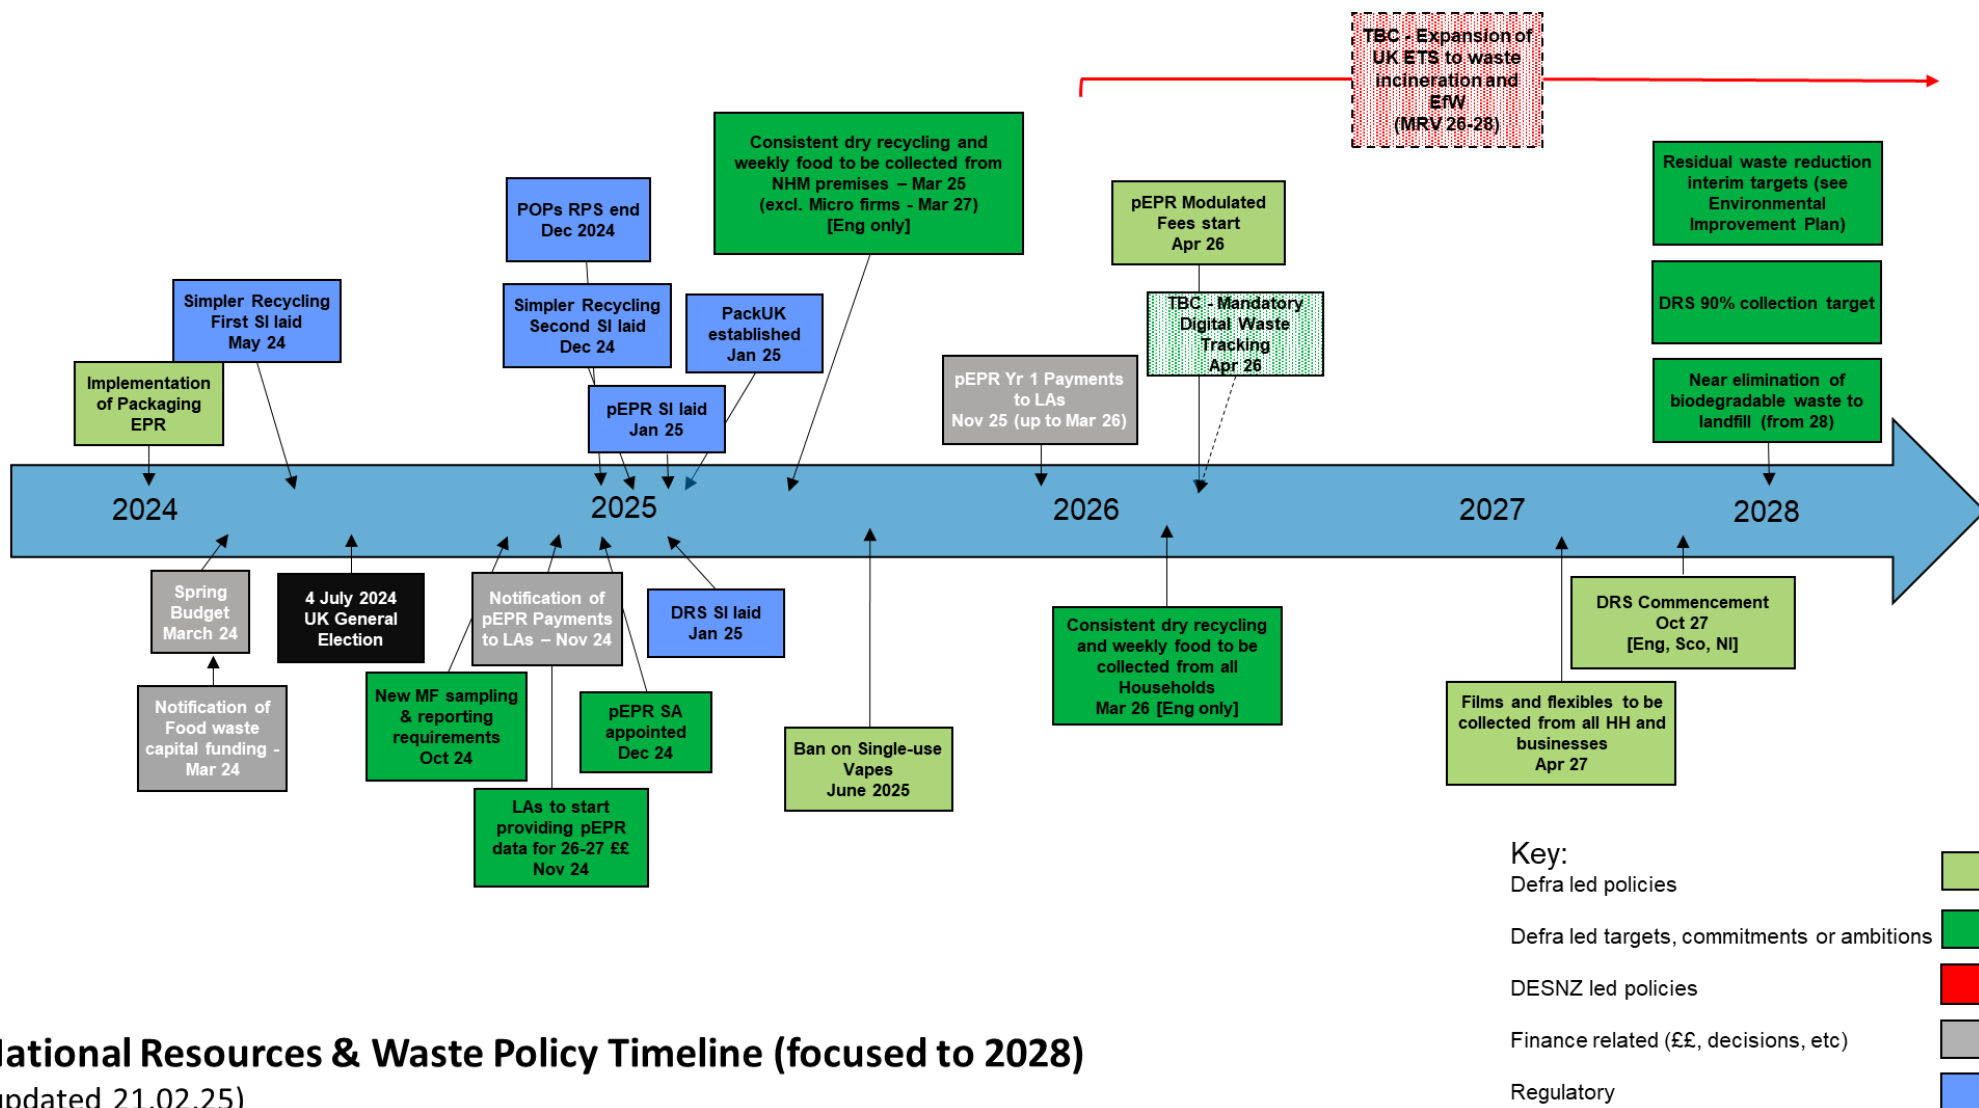 TBC - Expansion of
UK ETS to waste
incineration and
EfW
(MRV 26-28)
Consistent dry recycling and
weekly food to be collected from
NHM premises – Mar 25
(excl. Micro firms - Mar 27)
[Eng only]
Residual waste reduction
interim targets (see
Environmental
Improvement Plan)
POPs RPS end
Dec 2024
pEPR Modulated
Fees start
Apr 26
DRS 90% collection target
Simpler Recycling
First SI laid
May 24
Simpler Recycling
Second SI laid
Dec 24
PackUK
established
Jan 25
TBC - Mandatory
Digital Waste
Tracking
Apr 26
Implementation
of Packaging
EPR
pEPR SI laid
Jan 25
pEPR Yr 1 Payments
to LAs
Nov 25 (up to Mar 26)
Near elimination of
biodegradable waste to
landfill (from 28)
2024
2025
2026
2027
2028
Spring
Budget
March 24
4 July 2024
UK General
Election
Notification of
pEPR Payments
to LAs – Nov 24
DRS SI laid
Jan 25
DRS Commencement
Oct 27
[Eng, Sco, NI]
Consistent dry recycling
and weekly food to be
collected from all
Households
Mar 26 [Eng only]
Notification of
Food waste
capital funding -
Mar 24
New MF sampling
& reporting
requirements
Oct 24
pEPR SA
appointed
Dec 24
Films and flexibles to be
collected from all HH and
businesses
Apr 27
Ban on Single-use
Vapes
June 2025
LAs to start
providing pEPR
data for 26-27 ££
Nov 24
Key:
Defra led policies
Defra led targets, commitments or ambitions
DESNZ led policies
Finance related (££, decisions, etc)
Regulatory
National Resources & Waste Policy Timeline (focused to 2028)
updated 21.02.25)